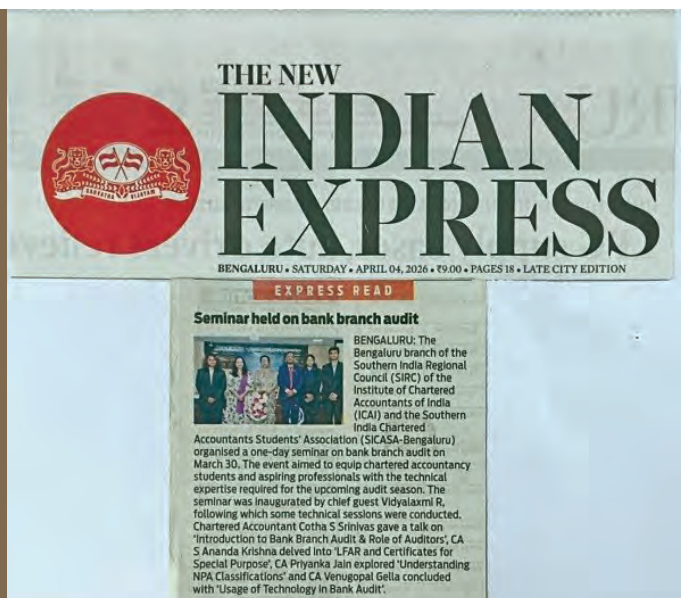 THE NEW
INDIAN
EXPRESS
SARVATRA VIJAYAM
BENGALURU • SATURDAY • APRIL 04, 2026 • ₹9.00 • PAGES 18 • LATE CITY EDITION
EXPRESS READ
Seminar held on bank branch audit
BENGALURU: The
Bengaluru branch of the
Southern India Regional
Council (SIRC) of the
Institute of Chartered
Accountants of India
(ICAI) and the Southern
India Chartered
Accountants Students' Association (SICASA-Bengaluru)
organised a one-day seminar on bank branch audit on
March 30. The event aimed to equip chartered accountancy
students and aspiring professionals with the technical
expertise required for the upcoming audit season. The
seminar was inaugurated by chief guest Vidyalaxmi R,
following which some technical sessions were conducted.
Chartered Accountant Cotha S Srinivas gave a talk on
'Introduction to Bank Branch Audit & Role of Auditors', CA
S Ananda Krishna delved into 'LFAR and Certificates for
Special Purpose', CA Priyanka Jain explored 'Understanding
NPA Classifications' and CA Venugopal Gella concluded
with 'Usage of Technology in Bank Audit'.